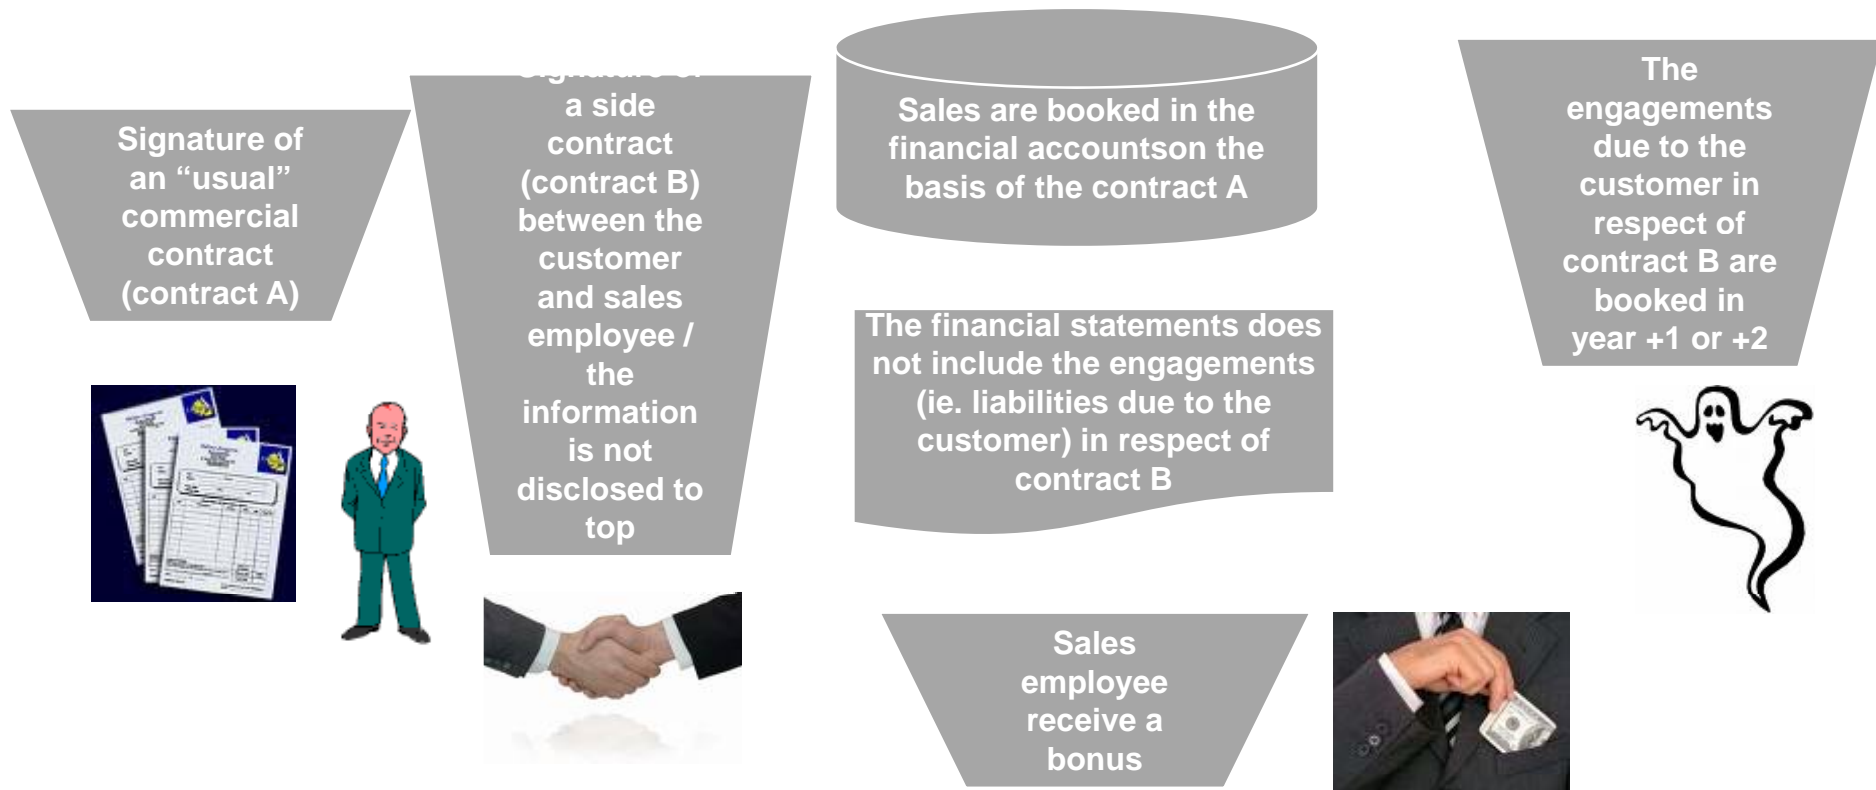 Signature of
an “usual”
commercial
contract
(contract A)
Signature of
a side
contract
(contract B)
between the
customer
and sales
employee /
the
information
is not
disclosed to
top
Sales are booked in the
financial accountson the
basis of the contract A
The financial statements does
not include the engagements
(ie. liabilities due to the
customer) in respect of
contract B
Sales
employee
receive a
bonus
The
engagements
due to the
customer in
respect of
contract B are
booked in
year +1 or +2